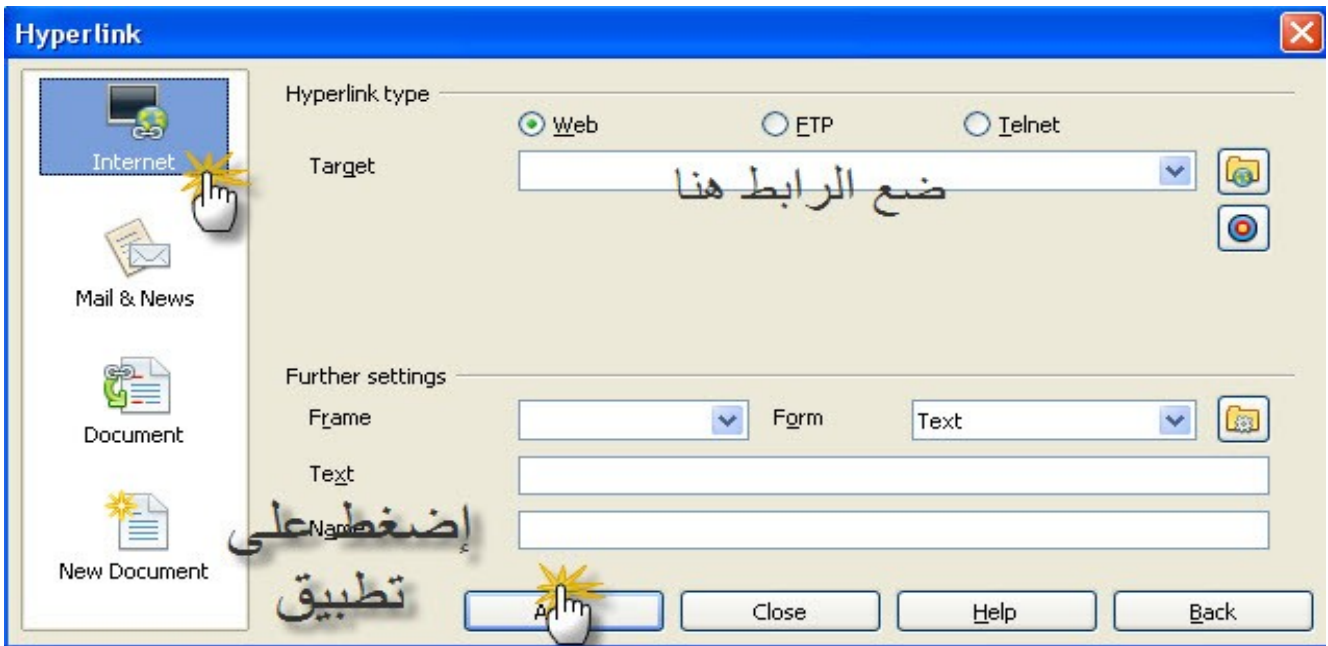 Hyperlink
Internet
Mail & News
Document
New Document
Hyperlink type
Web FTP Telnet
Target
ضع الرابط هنا
Further settings
Frame Form Text
Text
Name
إضغط على
تطبيق
Close Help Back